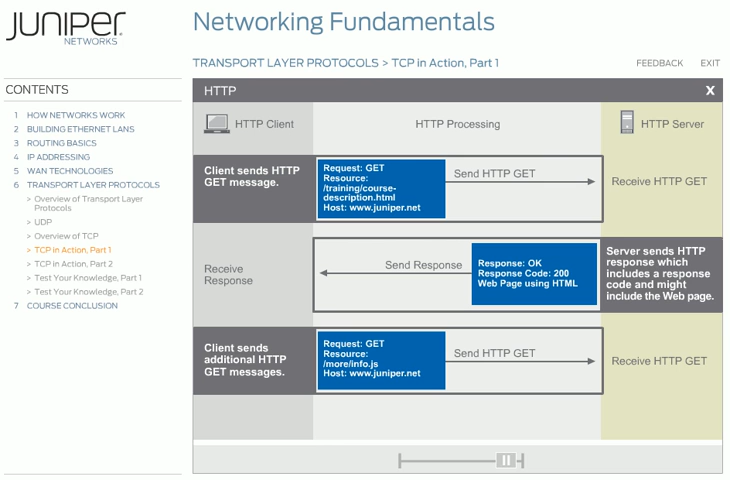 JUNIPER
NETWORKS
Networking Fundamentals
TRANSPORT LAYER PROTOCOLS > TCP in Action, Part 1
FEEDBACK
EXIT
CONTENTS
1 HOW NETWORKS WORK
2 BUILDING ETHERNET LANS
3 ROUTING BASICS
4 IP ADDRESSING
5 WAN TECHNOLOGIES
6 TRANSPORT LAYER PROTOCOLS
> Overview of Transport Layer
Protocols
> UDP
> Overview of TCP
> TCP in Action, Part 1
> TCP in Action, Part 2
> Test Your Knowledge, Part 1
> Test Your Knowledge, Part 2
7 COURSE CONCLUSION
HTTP
X
HTTP Client
HTTP Processing
HTTP Server
Client sends HTTP
GET message.
Request: GET
Resource:
/training/course-
description.html
Host: www.juniper.net
Send HTTP GET
Receive HTTP GET
Receive
Response
Send Response
Response: OK
Response Code: 200
Web Page using HTML
Server sends HTTP
response which
includes a response
code and might
include the Web page.
Client sends
additional HTTP
GET messages.
Request: GET
Resource:
/more/info.js
Host: www.juniper.net
Send HTTP GET
Receive HTTP GET